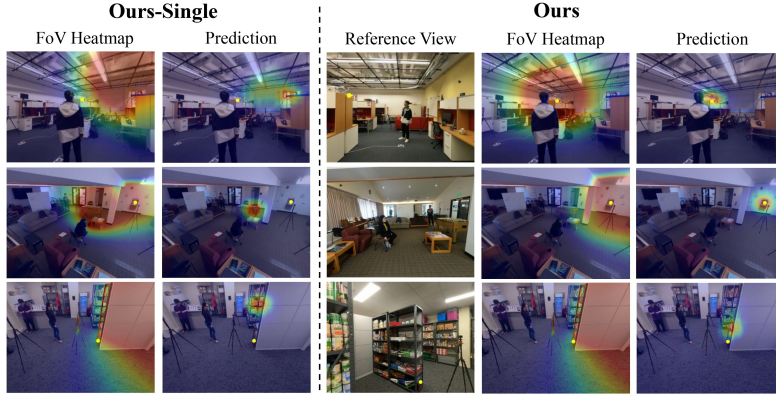 Ours-Single
Ours
FoV Heatmap
Prediction
Reference View
FoV Heatmap
Prediction